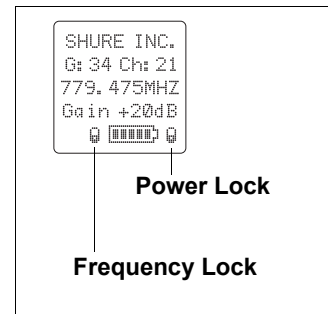 SHURE INC.
G: 34 Ch: 21
779.475MHZ
Gain +20dB
Power Lock
Frequency Lock